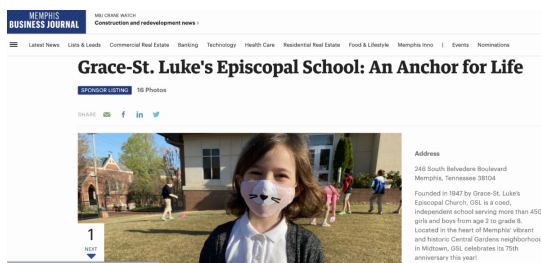 MEMPHIS
BUSINESS JOURNAL
MBJ CRANE WATCH
Construction and redevelopment news ›
Latest News Lists & Leads Commercial Real Estate Banking Technology Health Care Residential Real Estate Food & Lifestyle Memphis Inno | Events Nominations
Grace-St. Luke's Episcopal School: An Anchor for Life
SPONSOR LISTING 16 Photos
SHARE
1
NEXT
Address
246 South Belvedere Boulevard
Memphis, Tennessee 38104
Founded in 1947 by Grace-St. Luke's
Episcopal Church, GSL is a coed,
independent school serving more than 450
girls and boys from age 2 to grade 8.
Located in the heart of Memphis' vibrant
and historic Central Gardens neighborhood
in Midtown, GSL celebrates its 75th
anniversary this year!